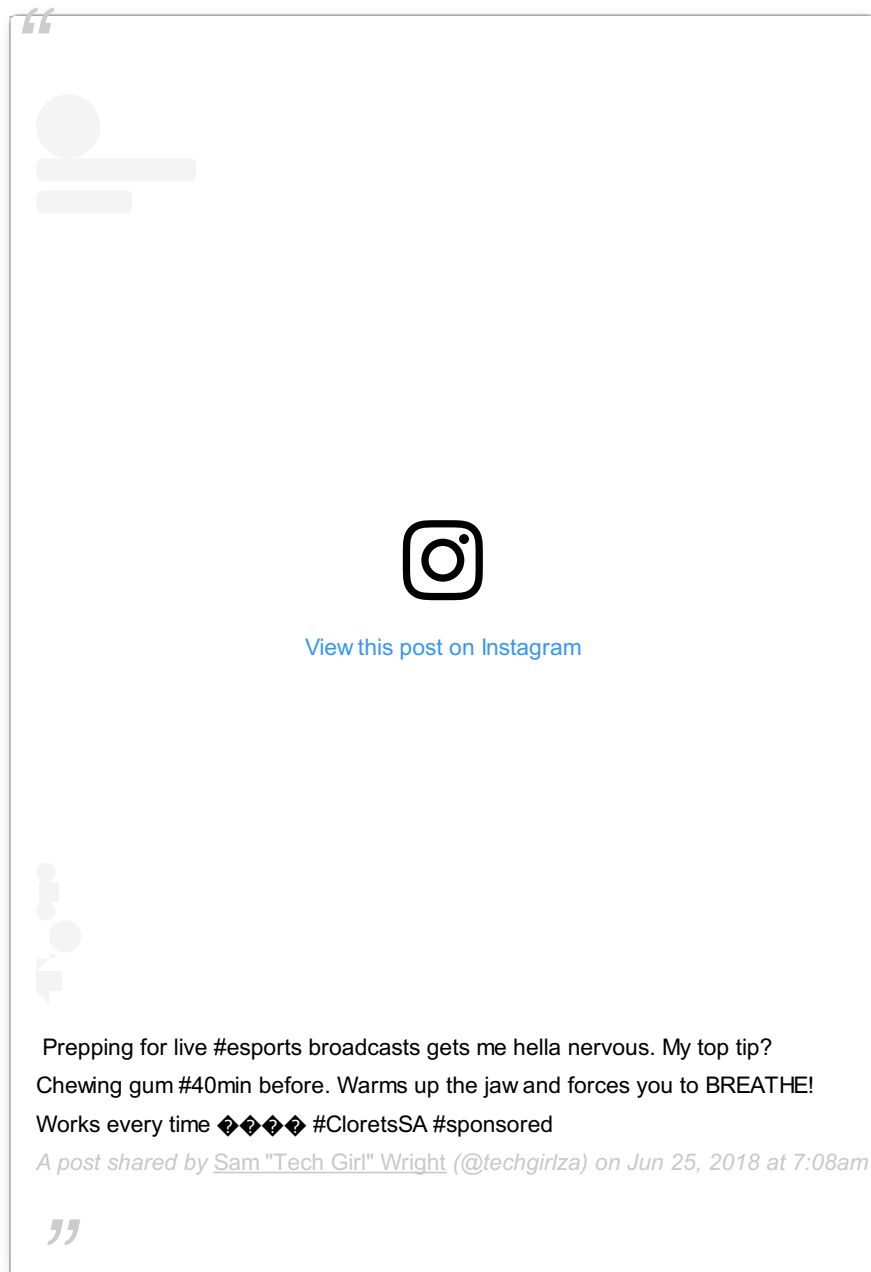 “
View this post on Instagram
Prepping for live #esports broadcasts gets me hella nervous. My top tip?
Chewing gum #40min before. Warms up the jaw and forces you to BREATHE!
Works every time ���� #CloretsSA #sponsored
A post shared by Sam "Tech Girl" Wright (@techgirlza) on Jun 25, 2018 at 7:08am
”